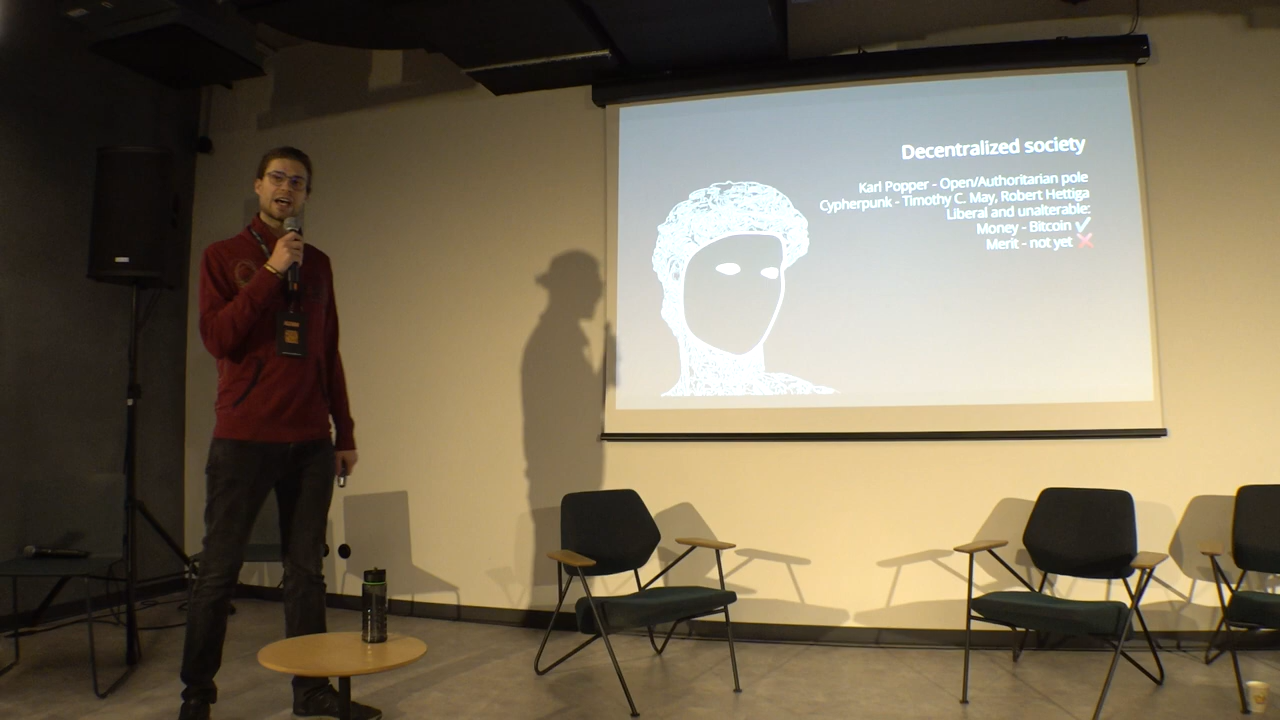 Decentralized society
Karl Popper - Open/Authoritarian pole
Cypherpunk - Timothy C. May, Robert Hettiga
Liberal and unalterable:
Money - Bitcoin ✔
Merit - not yet ❌